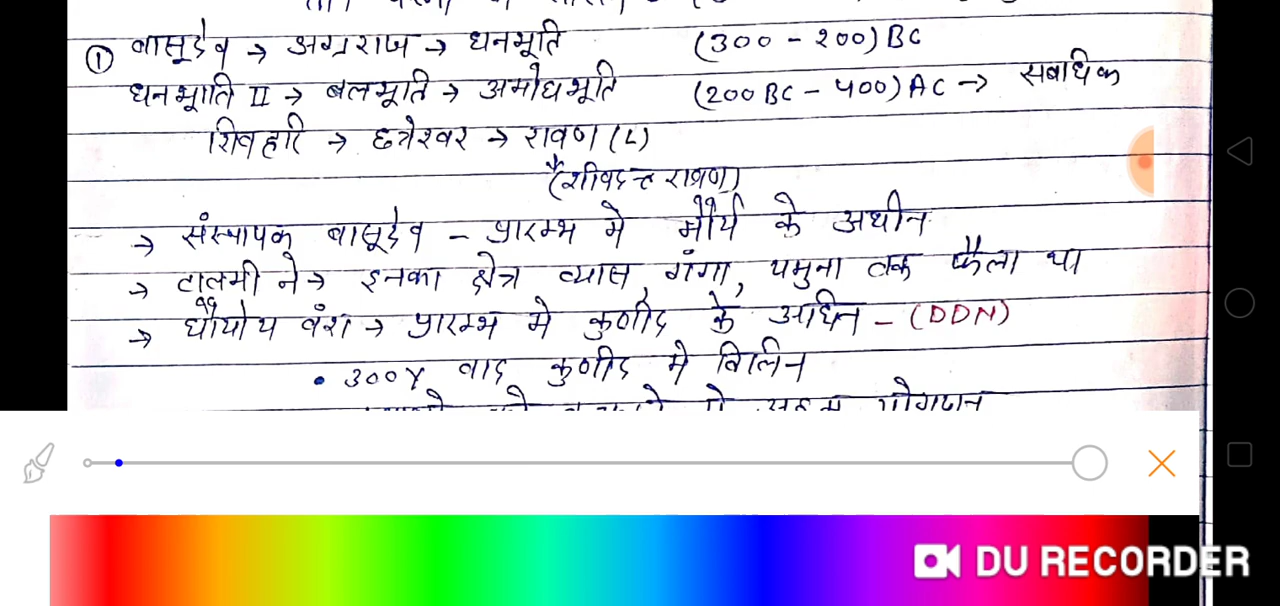 ① वासूदेव → अग्रराज → धनभूति (300 - 200) BC
धनभूाति II → बलभूति → अमोघभूति (200 BC - 400) AC → सर्बाधिक
शिवहरि → छत्रेश्वर → रावण (L)
(शीवदत्त रावण)
→ संस्थापक बासूदेव - प्रारम्भ मे मौर्य के अधीन
→ टालमी ने → इनका क्षेत्र व्यास, गंगा, यमुना तक फैला था
→ यौयोय वंश → प्रारम्भ मे कुणीद के अधिन - (DDN)
• 300Y बाद कुणीद मे विलिन
DU RECORDER